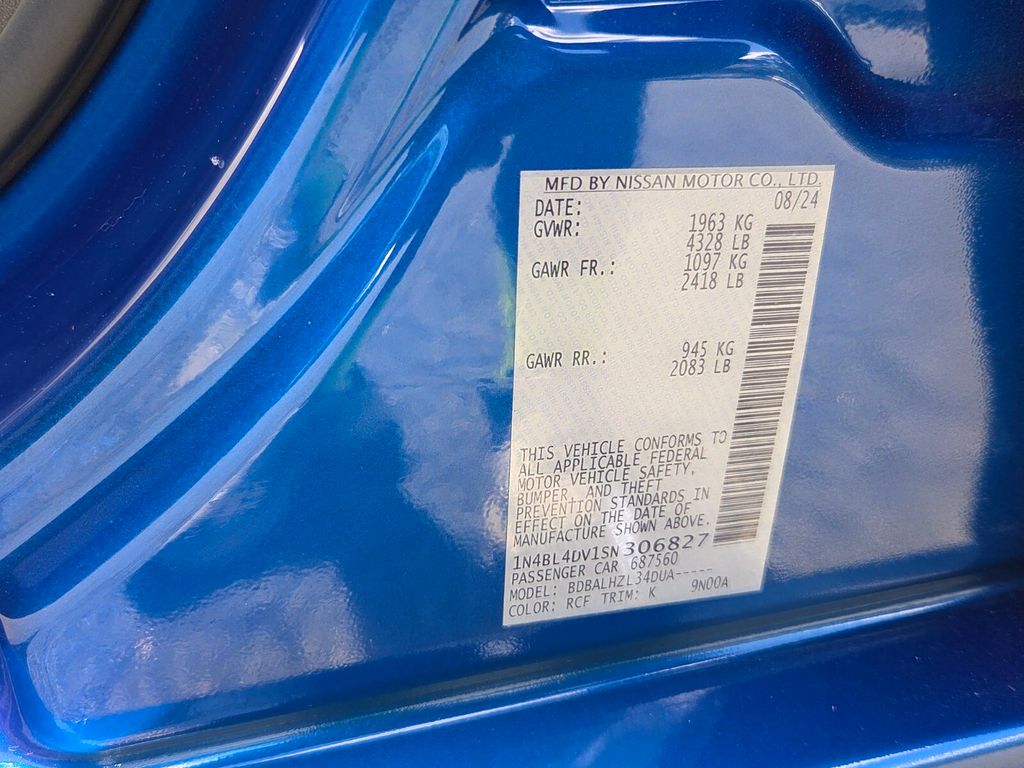 MFD BY NISSAN MOTOR CO., LTD.
DATE: 08/24
GVWR: 1963 KG
4328 LB
GAWR FR.: 1097 KG
2418 LB
GAWR RR.: 945 KG
2083 LB
THIS VEHICLE CONFORMS TO
ALL APPLICABLE FEDERAL
MOTOR VEHICLE SAFETY,
BUMPER, AND THEFT
PREVENTION STANDARDS IN
EFFECT ON THE DATE OF
MANUFACTURE SHOWN ABOVE.
1N4BL4DV1SN306827
PASSENGER CAR 687560
MODEL: BDBALHZL34DUA-----
COLOR: RCF TRIM: K 9N00A